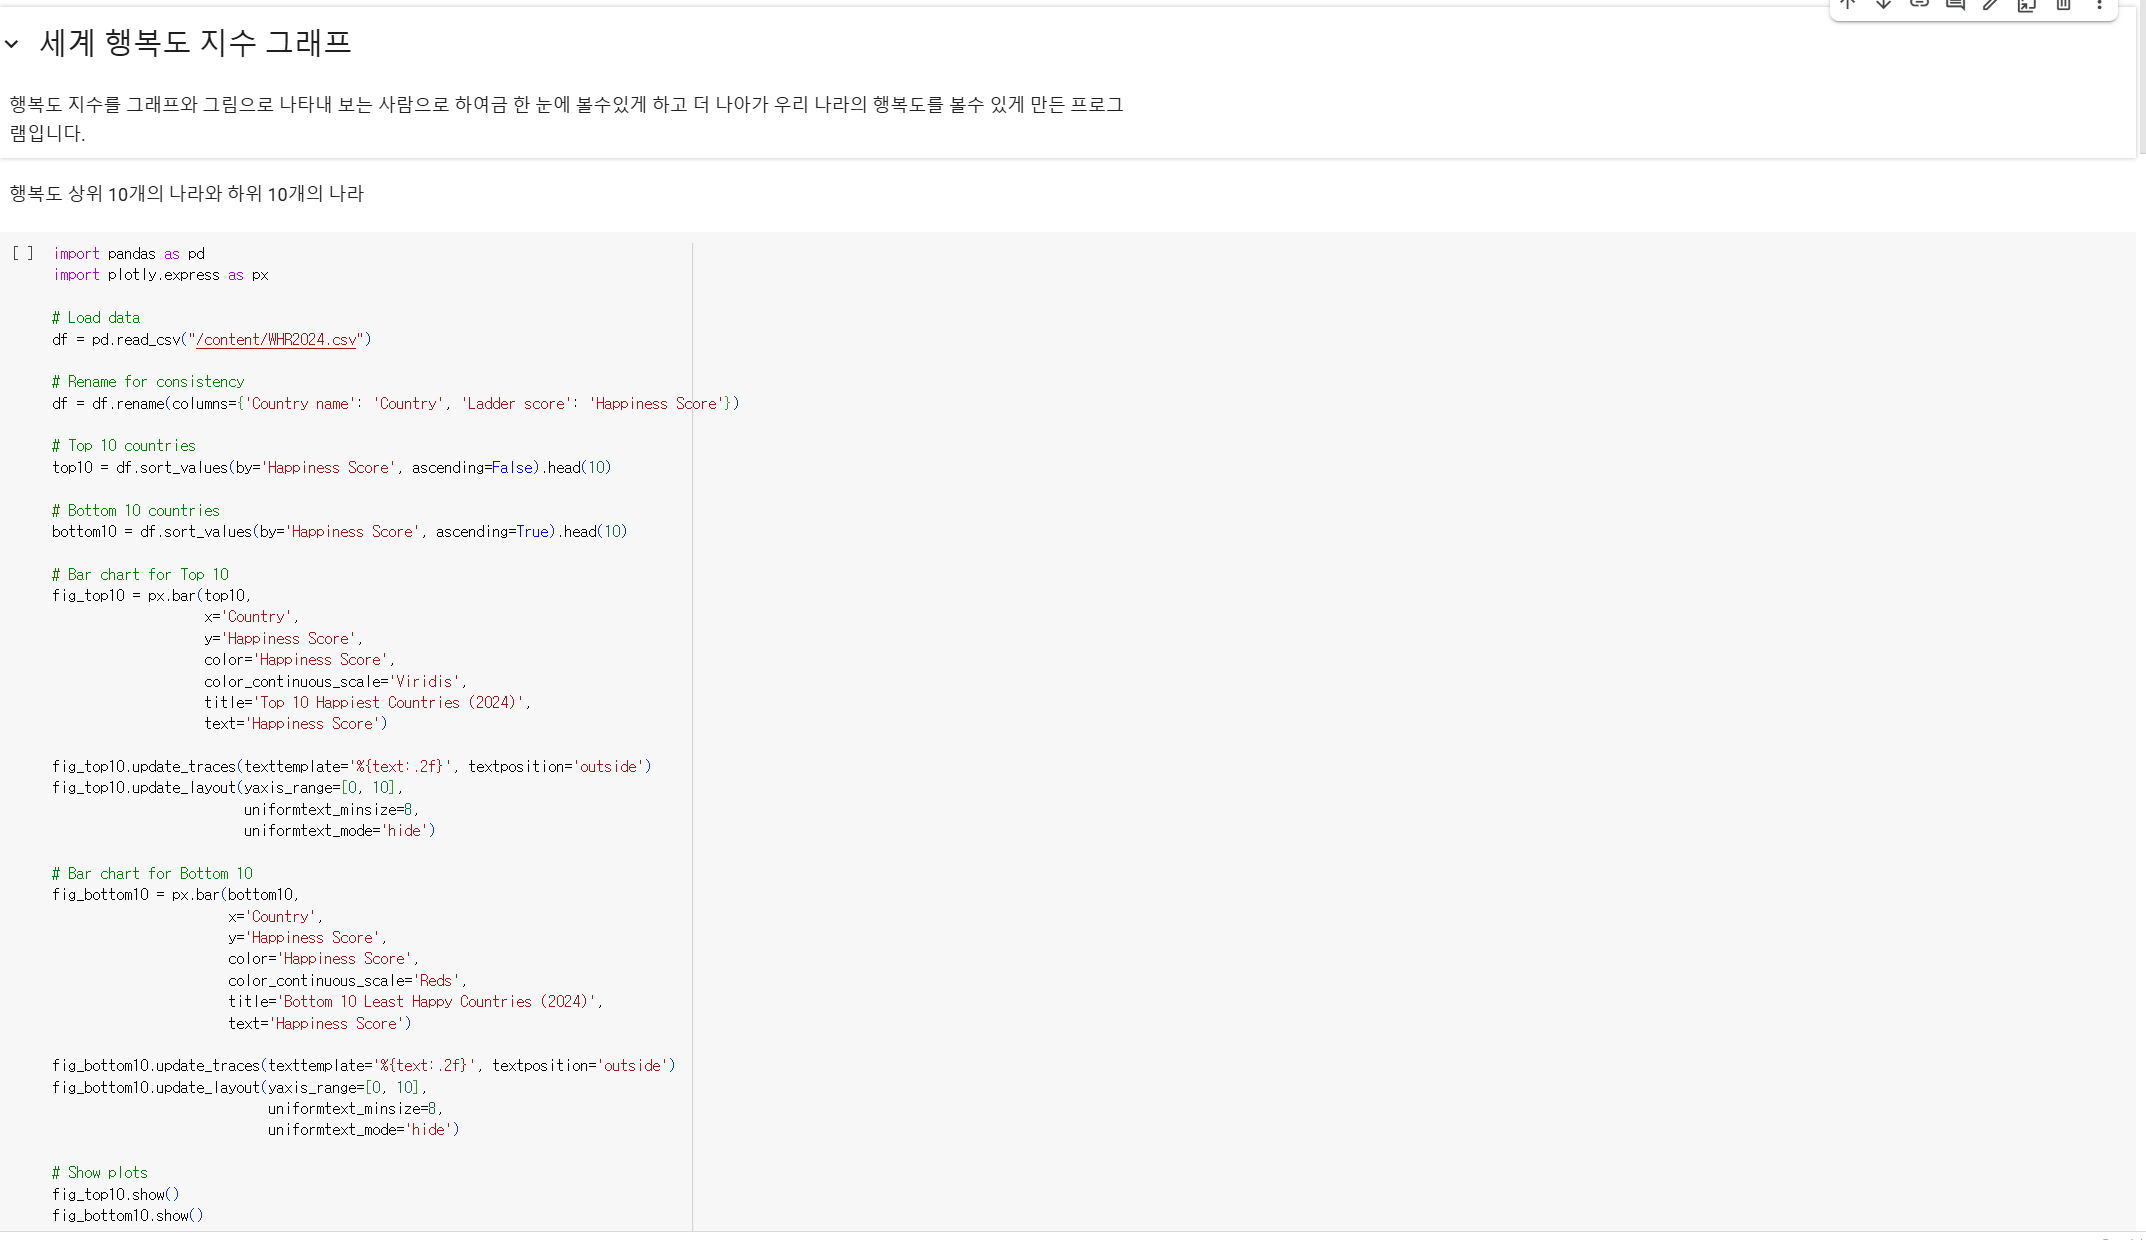 세계 행복도 지수 그래프
행복도 지수를 그래프와 그림으로 나타내 보는 사람으로 하여금 한 눈에 볼수있게 하고 더 나아가 우리 나라의 행복도를 볼수 있게 만든 프로그
램입니다.
행복도 상위 10개의 나라와 하위 10개의 나라
[ ] import pandas as pd
import plotly.express as px
# Load data
df = pd.read_csv("/content/WHR2024.csv")
# Rename for consistency
df = df.rename(columns={'Country name': 'Country', 'Ladder score': 'Happiness Score'})
# Top 10 countries
top10 = df.sort_values(by='Happiness Score', ascending=False).head(10)
# Bottom 10 countries
bottom10 = df.sort_values(by='Happiness Score', ascending=True).head(10)
# Bar chart for Top 10
fig_top10 = px.bar(top10,
x='Country',
y='Happiness Score',
color='Happiness Score',
color_continuous_scale='Viridis',
title='Top 10 Happiest Countries (2024)',
text='Happiness Score')
fig_top10.update_traces(texttemplate='%{text:.2f}', textposition='outside')
fig_top10.update_layout(yaxis_range=[0, 10],
uniformtext_minsize=8,
uniformtext_mode='hide')
# Bar chart for Bottom 10
fig_bottom10 = px.bar(bottom10,
x='Country',
y='Happiness Score',
color='Happiness Score',
color_continuous_scale='Reds',
title='Bottom 10 Least Happy Countries (2024)',
text='Happiness Score')
fig_bottom10.update_traces(texttemplate='%{text:.2f}', textposition='outside')
fig_bottom10.update_layout(yaxis_range=[0, 10],
uniformtext_minsize=8,
uniformtext_mode='hide')
# Show plots
fig_top10.show()
fig_bottom10.show()